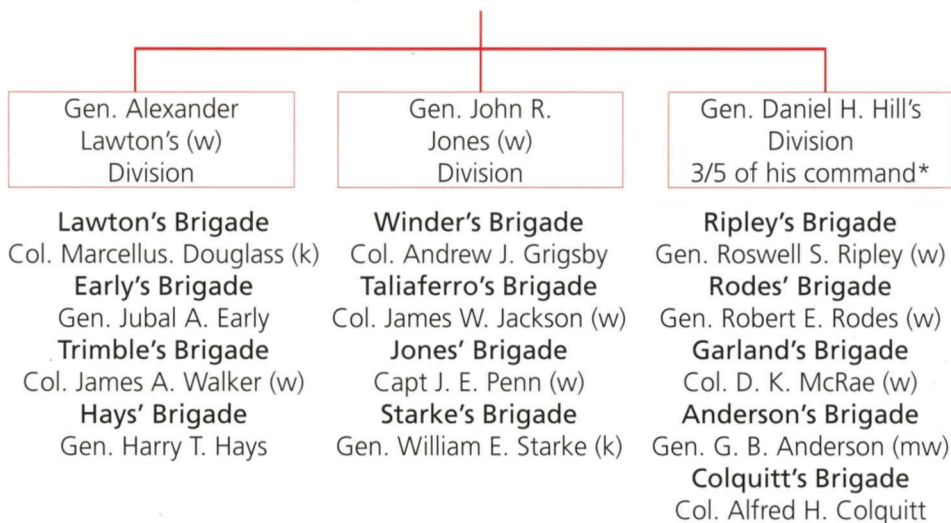 Gen. Alexander
Lawton's (w)
Division
Lawton's Brigade
Col. Marcellus. Douglass (k)
Early's Brigade
Gen. Jubal A. Early
Trimble's Brigade
Col. James A. Walker (w)
Hays' Brigade
Gen. Harry T. Hays
Gen. John R.
Jones (w)
Division
Winder's Brigade
Col. Andrew J. Grigsby
Taliaferro's Brigade
Col. James W. Jackson (w)
Jones' Brigade
Capt J. E. Penn (w)
Starke's Brigade
Gen. William E. Starke (k)
Gen. Daniel H. Hill's
Division
3/5 of his command*
Ripley's Brigade
Gen. Roswell S. Ripley (w)
Rodes' Brigade
Gen. Robert E. Rodes (w)
Garland's Brigade
Col. D. K. McRae (w)
Anderson's Brigade
Gen. G. B. Anderson (mw)
Colquitt's Brigade
Col. Alfred H. Colquitt